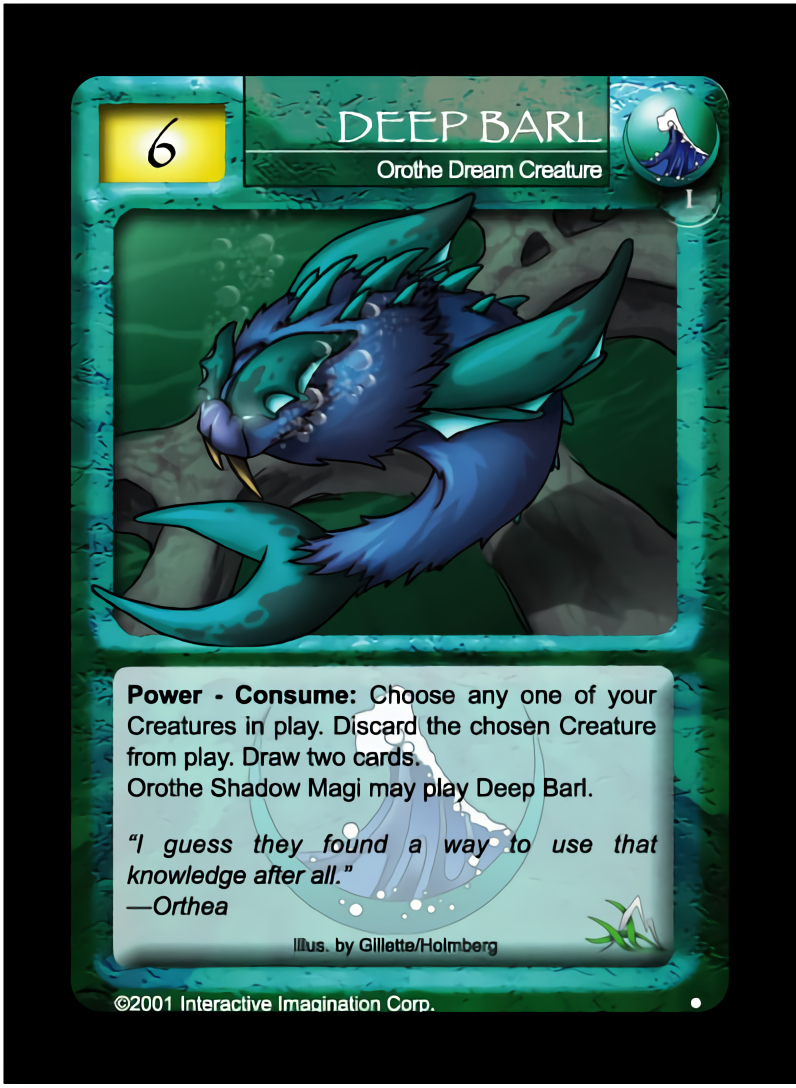 6
DEEP BARL
Orothe Dream Creature
I
Power - Consume: Choose any one of your
Creatures in play. Discard the chosen Creature
from play. Draw two cards.
Orothe Shadow Magi may play Deep Barl.
“I guess they found a way to use that
knowledge after all.”
—Orthea
Illus. by Gillette/Holmberg
©2001 Interactive Imagination Corp.